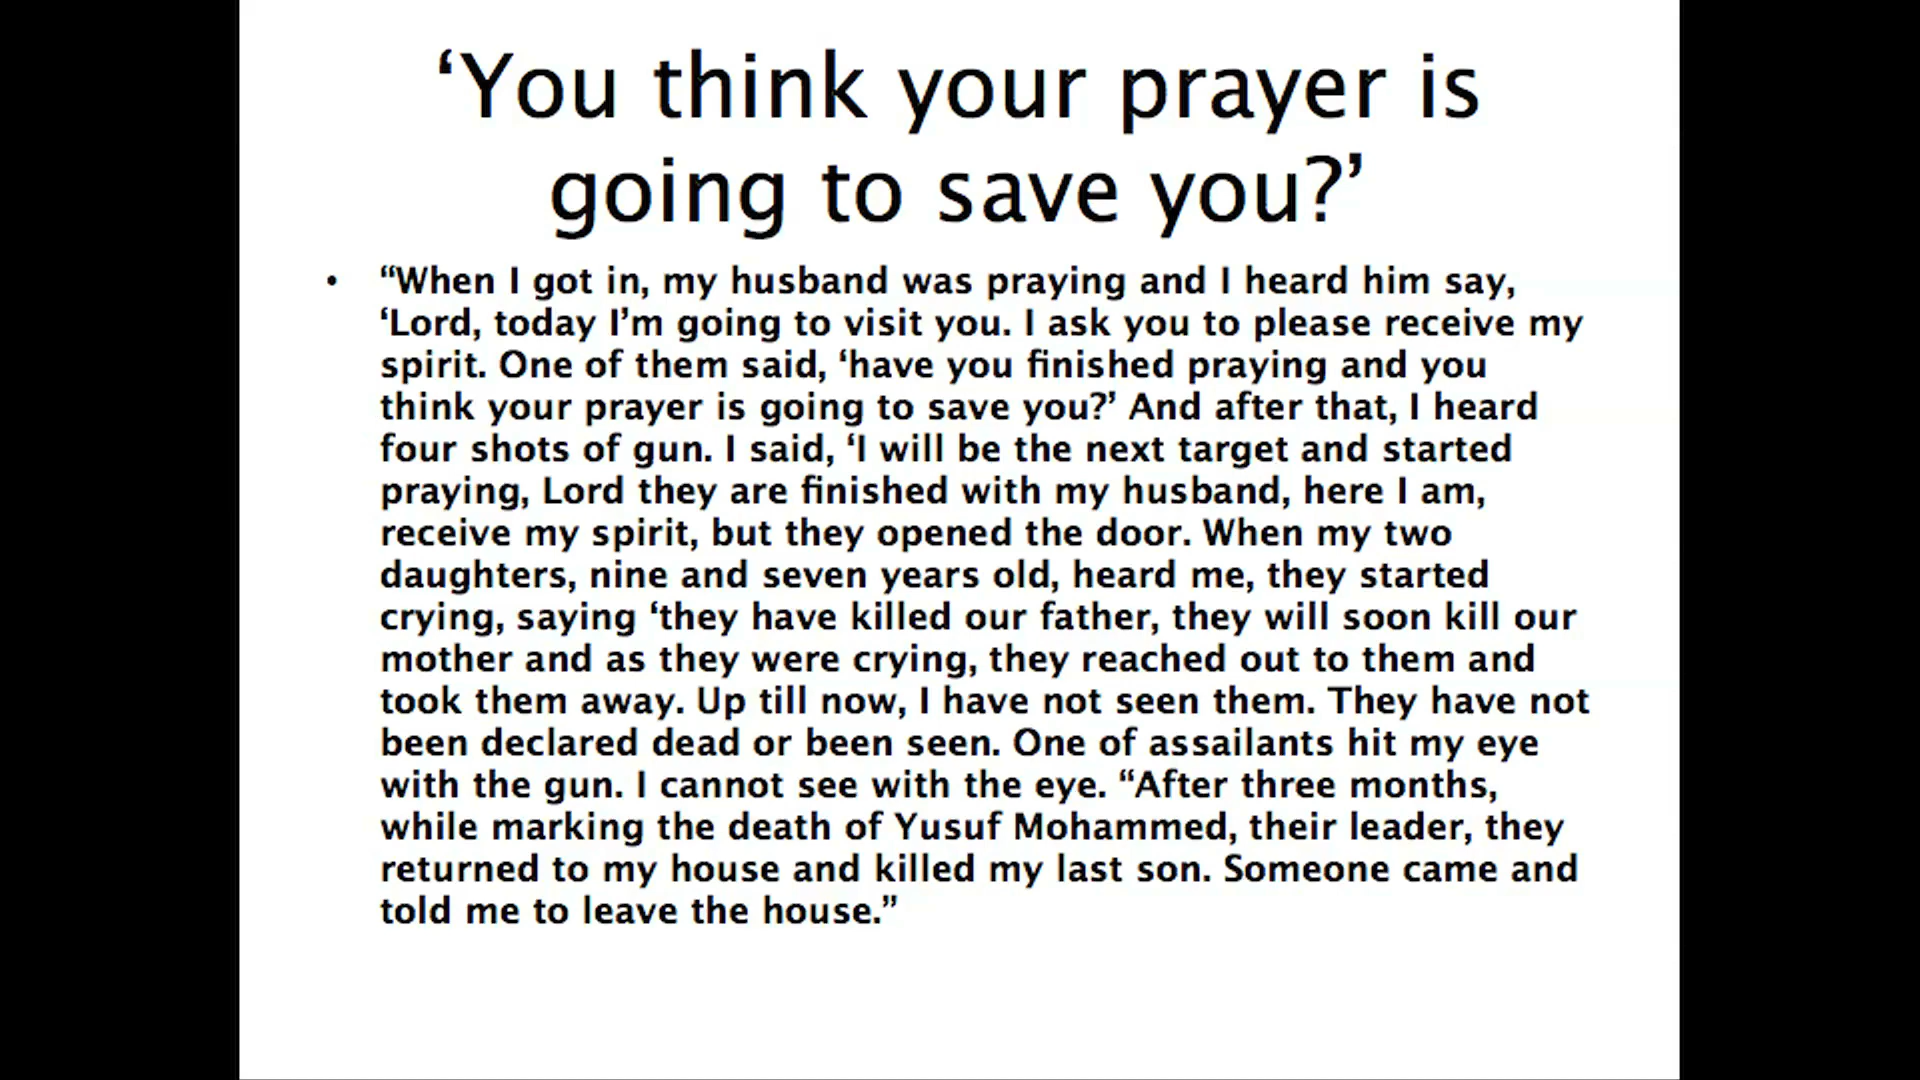 ‘You think your prayer is
going to save you?’
• “When I got in, my husband was praying and I heard him say,
‘Lord, today I’m going to visit you. I ask you to please receive my
spirit. One of them said, ‘have you finished praying and you
think your prayer is going to save you?’ And after that, I heard
four shots of gun. I said, ‘I will be the next target and started
praying, Lord they are finished with my husband, here I am,
receive my spirit, but they opened the door. When my two
daughters, nine and seven years old, heard me, they started
crying, saying ‘they have killed our father, they will soon kill our
mother and as they were crying, they reached out to them and
took them away. Up till now, I have not seen them. They have not
been declared dead or been seen. One of assailants hit my eye
with the gun. I cannot see with the eye. “After three months,
while marking the death of Yusuf Mohammed, their leader, they
returned to my house and killed my last son. Someone came and
told me to leave the house.”